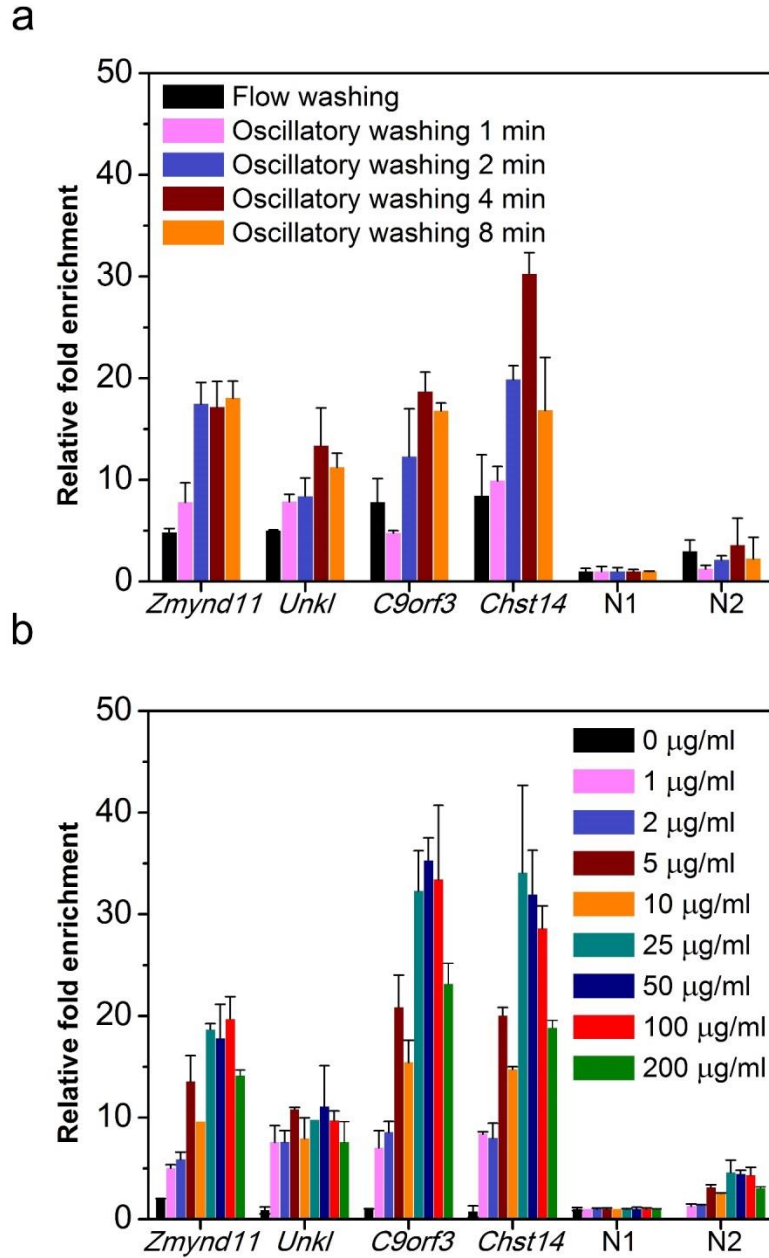 a
50
40
30
20
10
0
Relative fold enrichment
Flow washing
Oscillatory washing 1 min
Oscillatory washing 2 min
Oscillatory washing 4 min
Oscillatory washing 8 min
Zmynd11 Unkl C9orf3 Chst14 N1 N2
b
50
40
30
20
10
0
Relative fold enrichment
0 μg/ml
1 μg/ml
2 μg/ml
5 μg/ml
10 μg/ml
25 μg/ml
50 μg/ml
100 μg/ml
200 μg/ml
Zmynd11 Unkl C9orf3 Chst14 N1 N2